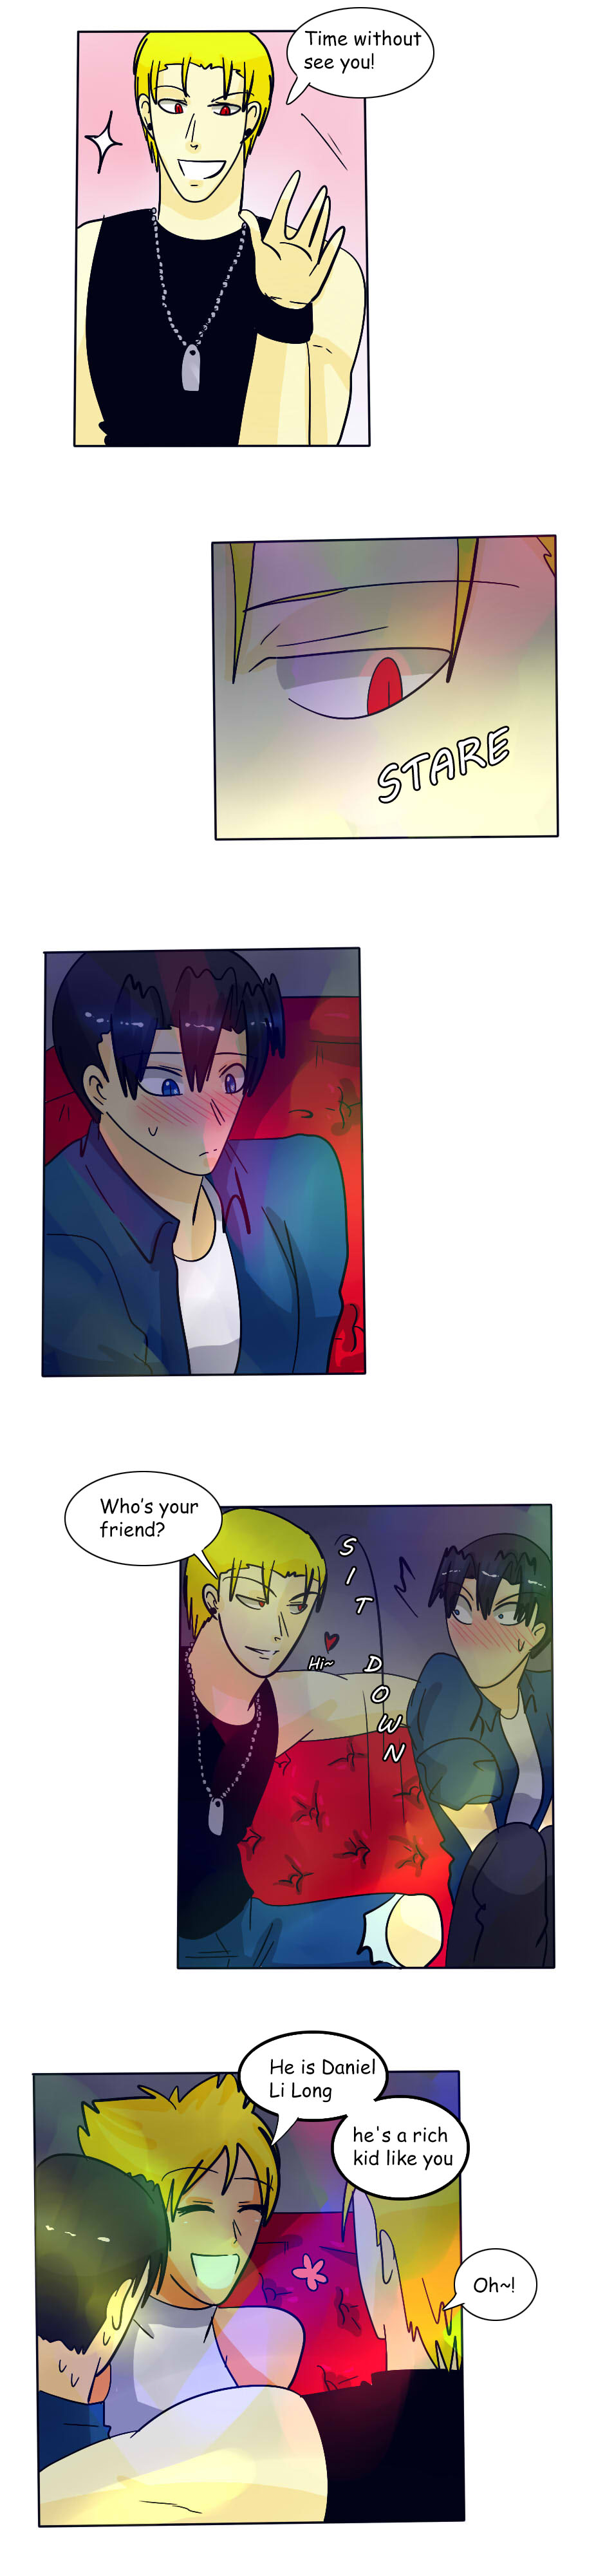 Time without
see you!
STARE
Who's your
friend?
SIT DOWN
Hi~
He is Daniel
Li Long
he's a rich
kid like you
Oh~!